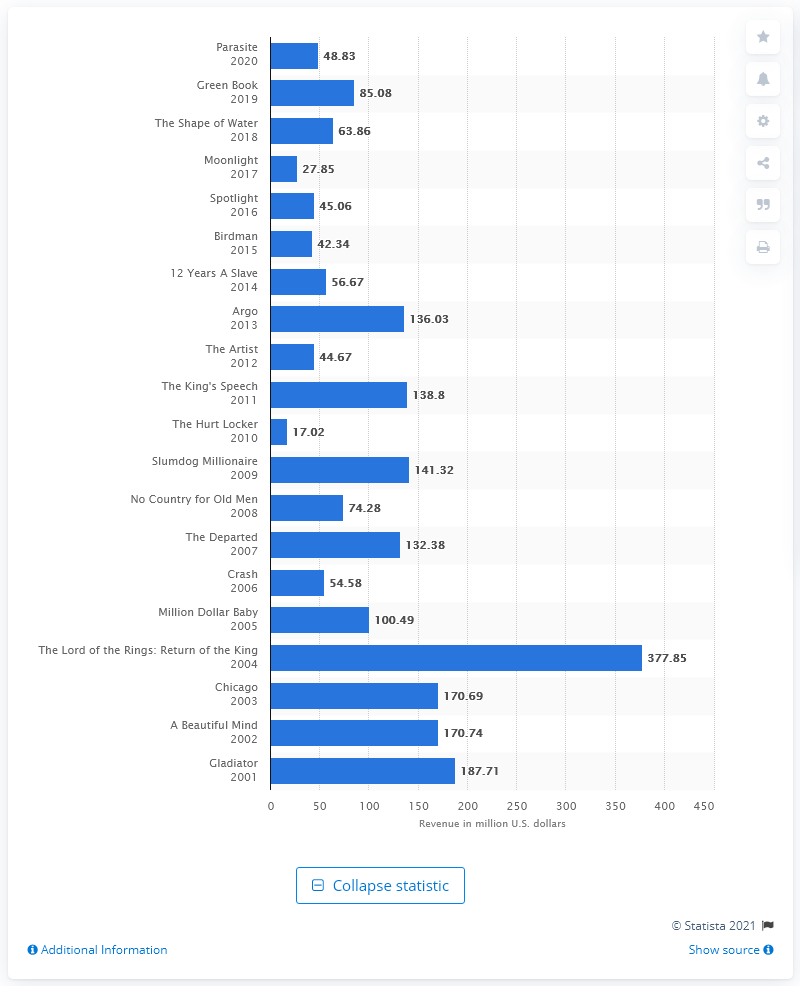 Parasite
2020
48.83
Green Book
2019
85.08
The Shape of Water
2018
63.86
Moonlight
2017
27.85
Spotlight
2016
45.06
Birdman
2015
42.34
12 Years A Slave
2014
56.67
Argo
2013
136.03
The Artist
2012
44.67
The King's Speech
2011
138.8
The Hurt Locker
2010
17.02
Slumdog Millionaire
2009
141.32
No Country for Old Men
2008
74.28
The Departed
2007
132.38
Crash
2006
54.58
Million Dollar Baby
2005
100.49
The Lord of the Rings: Return of the King
2004
377.85
Chicago
2003
170.69
A Beautiful Mind
2002
170.74
Gladiator
2001
187.71
0 50 100 150 200 250 300 350 400 450
Revenue in million U.S. dollars
Collapse statistic
© Statista 2021
Additional Information
Show source